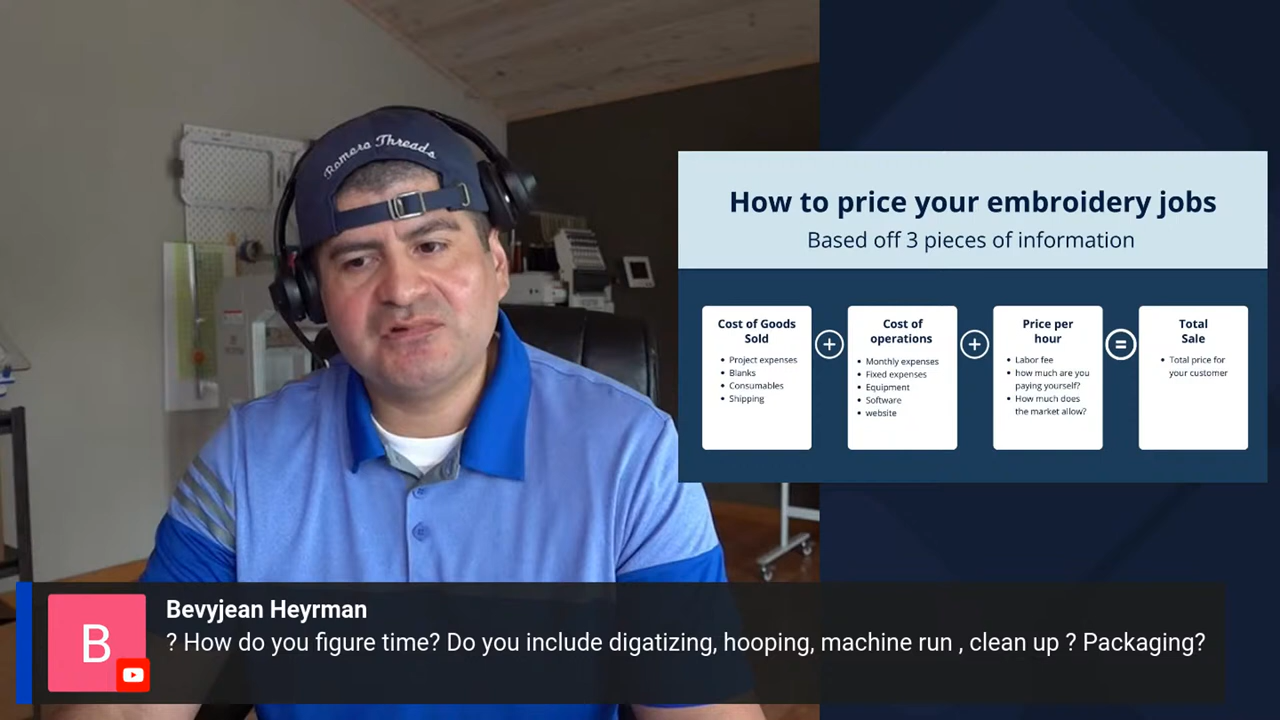 Romero Threads
How to price your embroidery jobs
Based off 3 pieces of information
Cost of Goods
Sold
• Project expenses
• Blanks
• Consumables
• Shipping
+
Cost of
operations
• Monthly expenses
• Fixed expenses
• Equipment
• Software
• website
+
Price per
hour
• Labor fee
• how much are you
paying yourself?
• How much does
the market allow?
=
Total
Sale
• Total price for
your customer
B
Bevyjean Heyrman
? How do you figure time? Do you include digatizing, hooping, machine run , clean up ? Packaging?